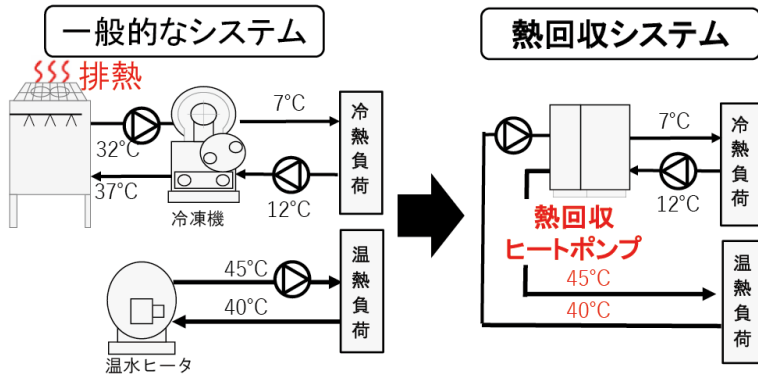 一般的なシステム
熱回収システム
排熱
7°C
冷熱負荷
32°C
37°C
12°C
冷凍機
45°C
温熱負荷
40°C
温水ヒータ
7°C
冷熱負荷
12°C
熱回収
ヒートポンプ
45°C
温熱負荷
40°C